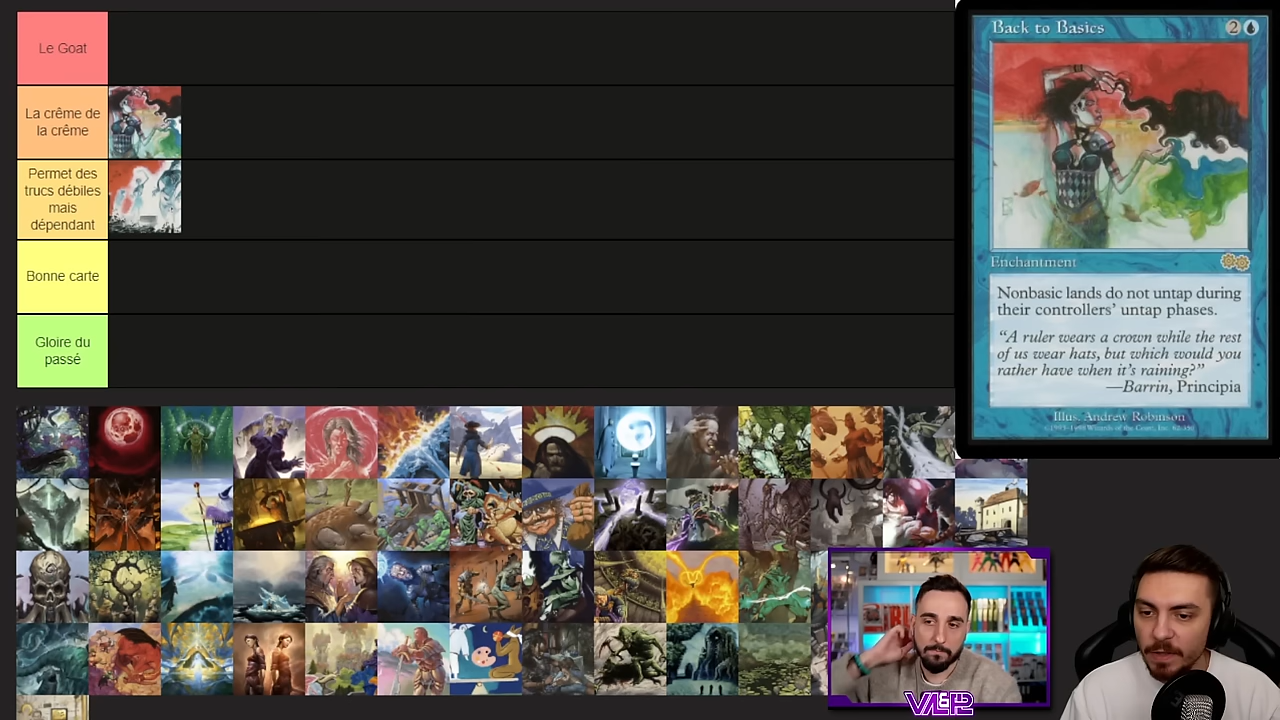 Le Goat
La crême de
la crême
Permet des
trucs débiles
mais
dépendant
Bonne carte
Gloire du
passé
Back to Basics
2
Enchantment
Nonbasic lands do not untap during
their controllers' untap phases.
“A ruler wears a crown while the rest
of us wear hats, but which would you
rather have when it's raining?”
—Barrin, Principia
Illus. Andrew Robinson